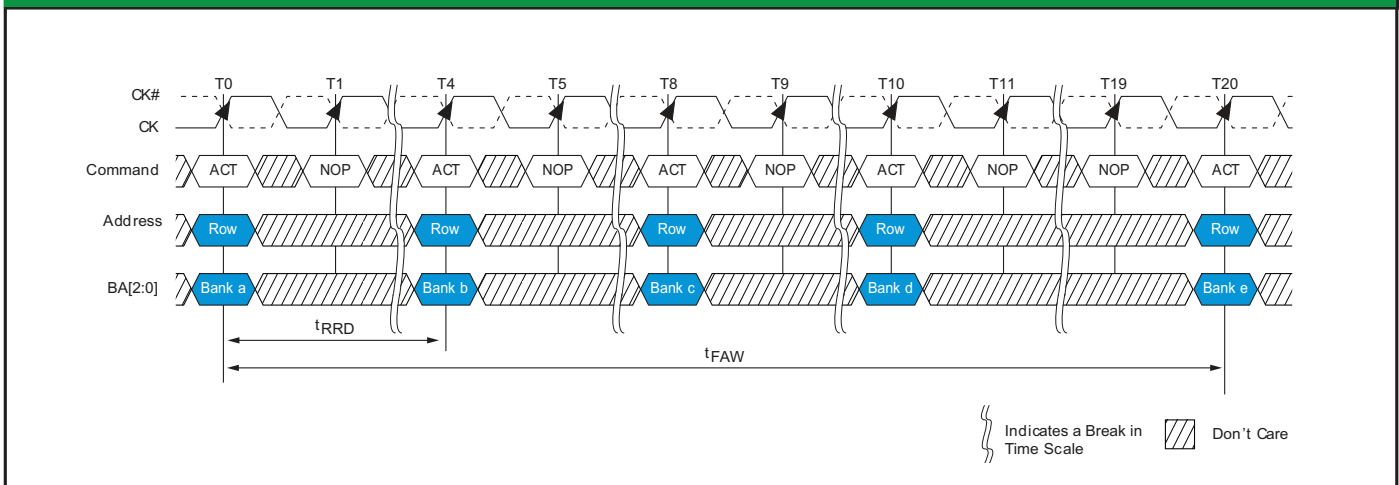 T0 T1 T4 T5 T8 T9 T10 T11 T19 T20
CK#
CK
Command ACT NOP ACT NOP ACT NOP ACT NOP NOP ACT
Address Row Row Row Row Row
BA[2:0] Bank a Bank b Bank c Bank d Bank e
tRRD
tFAW
Indicates a Break in
Time Scale
Don't Care